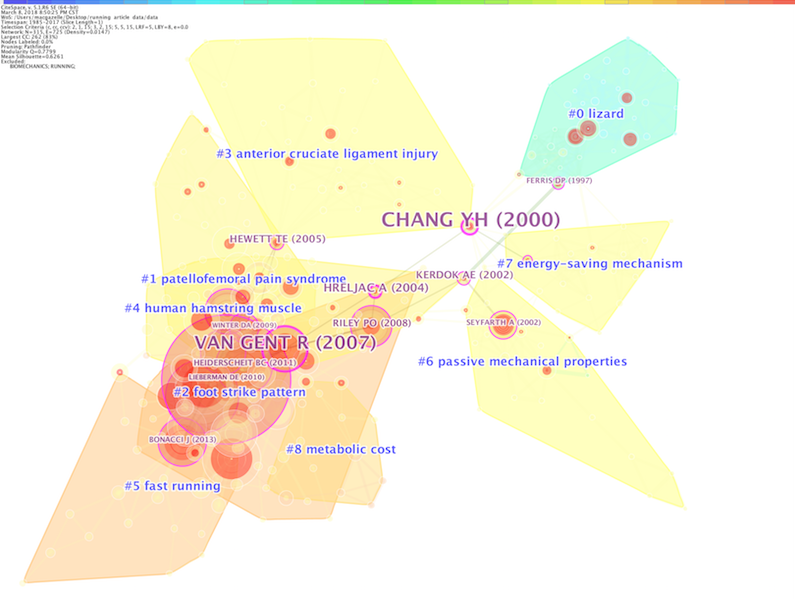 CiteSpace, v. 5.1.R6 SE (64-bit)
March 8, 2018 8:50:25 PM CST
WoS: /Users/macgazelle/Desktop/running article data/data
Timespan: 1985-2017 (Slice Length=1)
Selection Criteria (c, cc, ccv): 2, 1, 15; 3, 2, 15; 5, 5, 15, LRF=5, LBY=8, e=0.0
Network: N=315, E=725 (Density=0.0147)
Largest CC: 262 (83%)
Nodes Labeled: 0.0%
Pruning: Pathfinder
Modularity Q=0.7799
Mean Silhouette=0.6261
Excluded:
BIOMECHANICS; RUNNING;
#0 lizard
#3 anterior cruciate ligament injury
FERRIS DP (1997)
CHANG YH (2000)
HEWETT TE (2005)
#7 energy-saving mechanism
KERDOK AE (2002)
#1 patellofemoral pain syndrome
HRELJAC A (2004)
#4 human hamstring muscle
WINTER DA (2009)
RILEY PO (2008)
SEYFARTH A (2002)
VAN GENT R (2007)
HEIDERSCHEIT BC (2011)
#6 passive mechanical properties
LIEBERMAN DE (2010)
#2 foot strike pattern
BONACCI J (2013)
#8 metabolic cost
#5 fast running